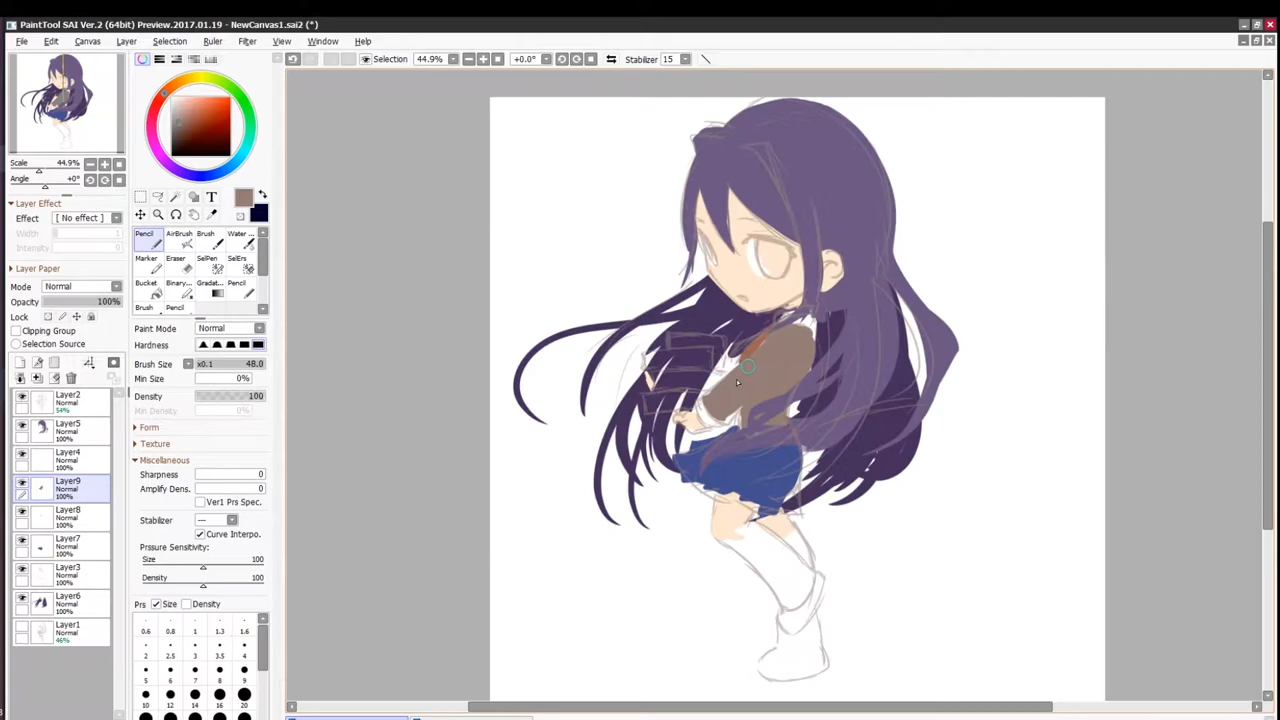 PaintTool SAI Ver.2 (64bit) Preview.2017.01.19 - NewCanvas1.sai2 (*)
File Edit Canvas Layer Selection Ruler Filter View Window Help
Selection 44.9% +0.0° Stabilizer 15
Scale 44.9%
Angle +0°
Layer Effect
Effect [ No effect ]
Width 1
Intensity 0
Layer Paper
Mode Normal
Opacity 100%
Lock
Clipping Group
Selection Source
Layer2
Normal
54%
Layer5
Normal
100%
Layer4
Normal
100%
Layer9
Normal
100%
Layer8
Normal
100%
Layer7
Normal
100%
Layer3
Normal
100%
Layer6
Normal
100%
Layer1
Normal
46%
T
Pencil AirBrush Brush Water ...
Marker Eraser SelPen SelErs
Bucket Binary... Gradat... Pencil
Brush Pencil
Paint Mode Normal
Hardness
Brush Size x0.1 48.0
Min Size 0%
Density 100
Min Density 0%
Form
Texture
Miscellaneous
Sharpness 0
Amplify Dens. 0
Ver1 Prs Spec.
Stabilizer ---
Curve Interpo.
Prssure Sensitivity:
Size 100
Density 100
Prs Size Density
0.6 0.8 1 1.3 1.6
2 2.5 3 3.5 4
5 6 7 8 9
10 12 14 16 20